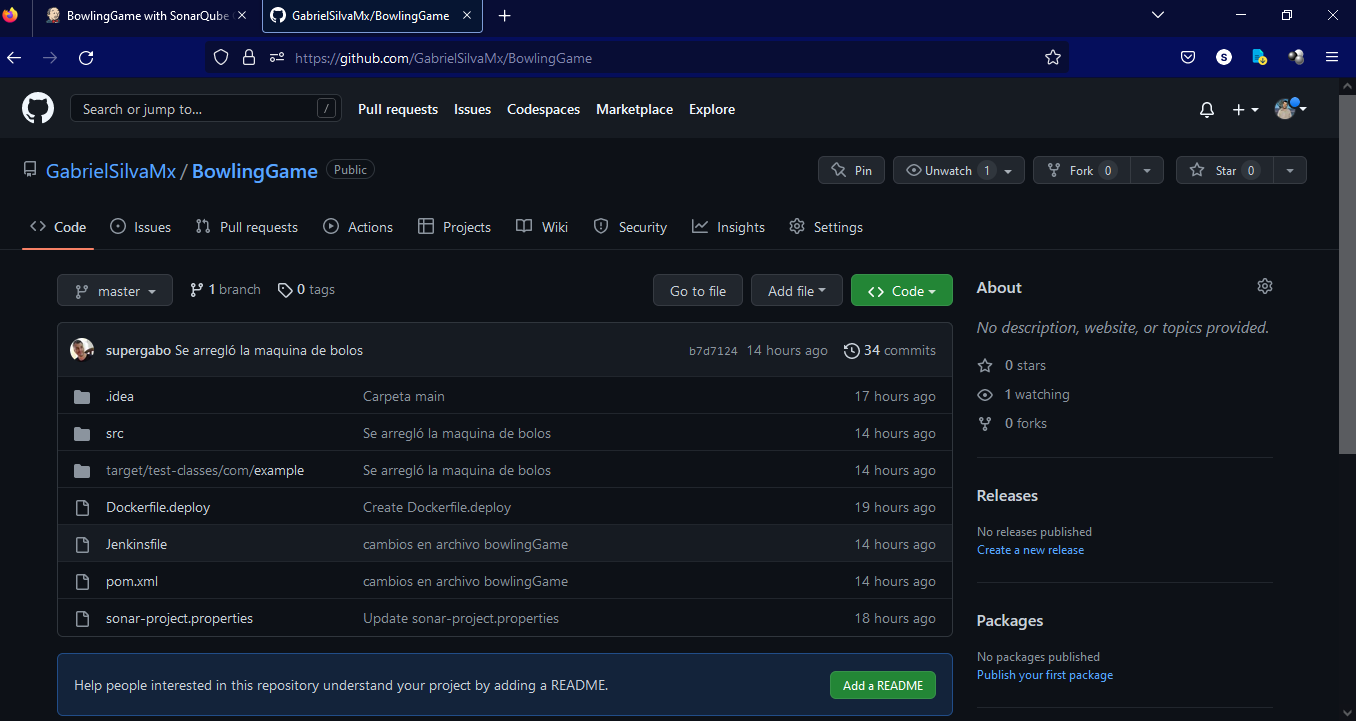 BowlingGame with SonarQube
GabrielSilvaMx/BowlingGame
https://github.com/GabrielSilvaMx/BowlingGame
S
Search or jump to... /
Pull requests Issues Codespaces Marketplace Explore
GabrielSilvaMx / BowlingGame Public
Pin Unwatch 1 Fork 0 Star 0
Code Issues Pull requests Actions Projects Wiki Security Insights Settings
master 1 branch 0 tags Go to file Add file Code
supergabo Se arregló la maquina de bolos b7d7124 14 hours ago 34 commits
.idea Carpeta main 17 hours ago
src Se arregló la maquina de bolos 14 hours ago
target/test-classes/com/example Se arregló la maquina de bolos 14 hours ago
Dockerfile.deploy Create Dockerfile.deploy 19 hours ago
Jenkinsfile cambios en archivo bowlingGame 14 hours ago
pom.xml cambios en archivo bowlingGame 14 hours ago
sonar-project.properties Update sonar-project.properties 18 hours ago
Help people interested in this repository understand your project by adding a README. Add a README
About
No description, website, or topics provided.
0 stars
1 watching
0 forks
Releases
No releases published
Create a new release
Packages
No packages published
Publish your first package